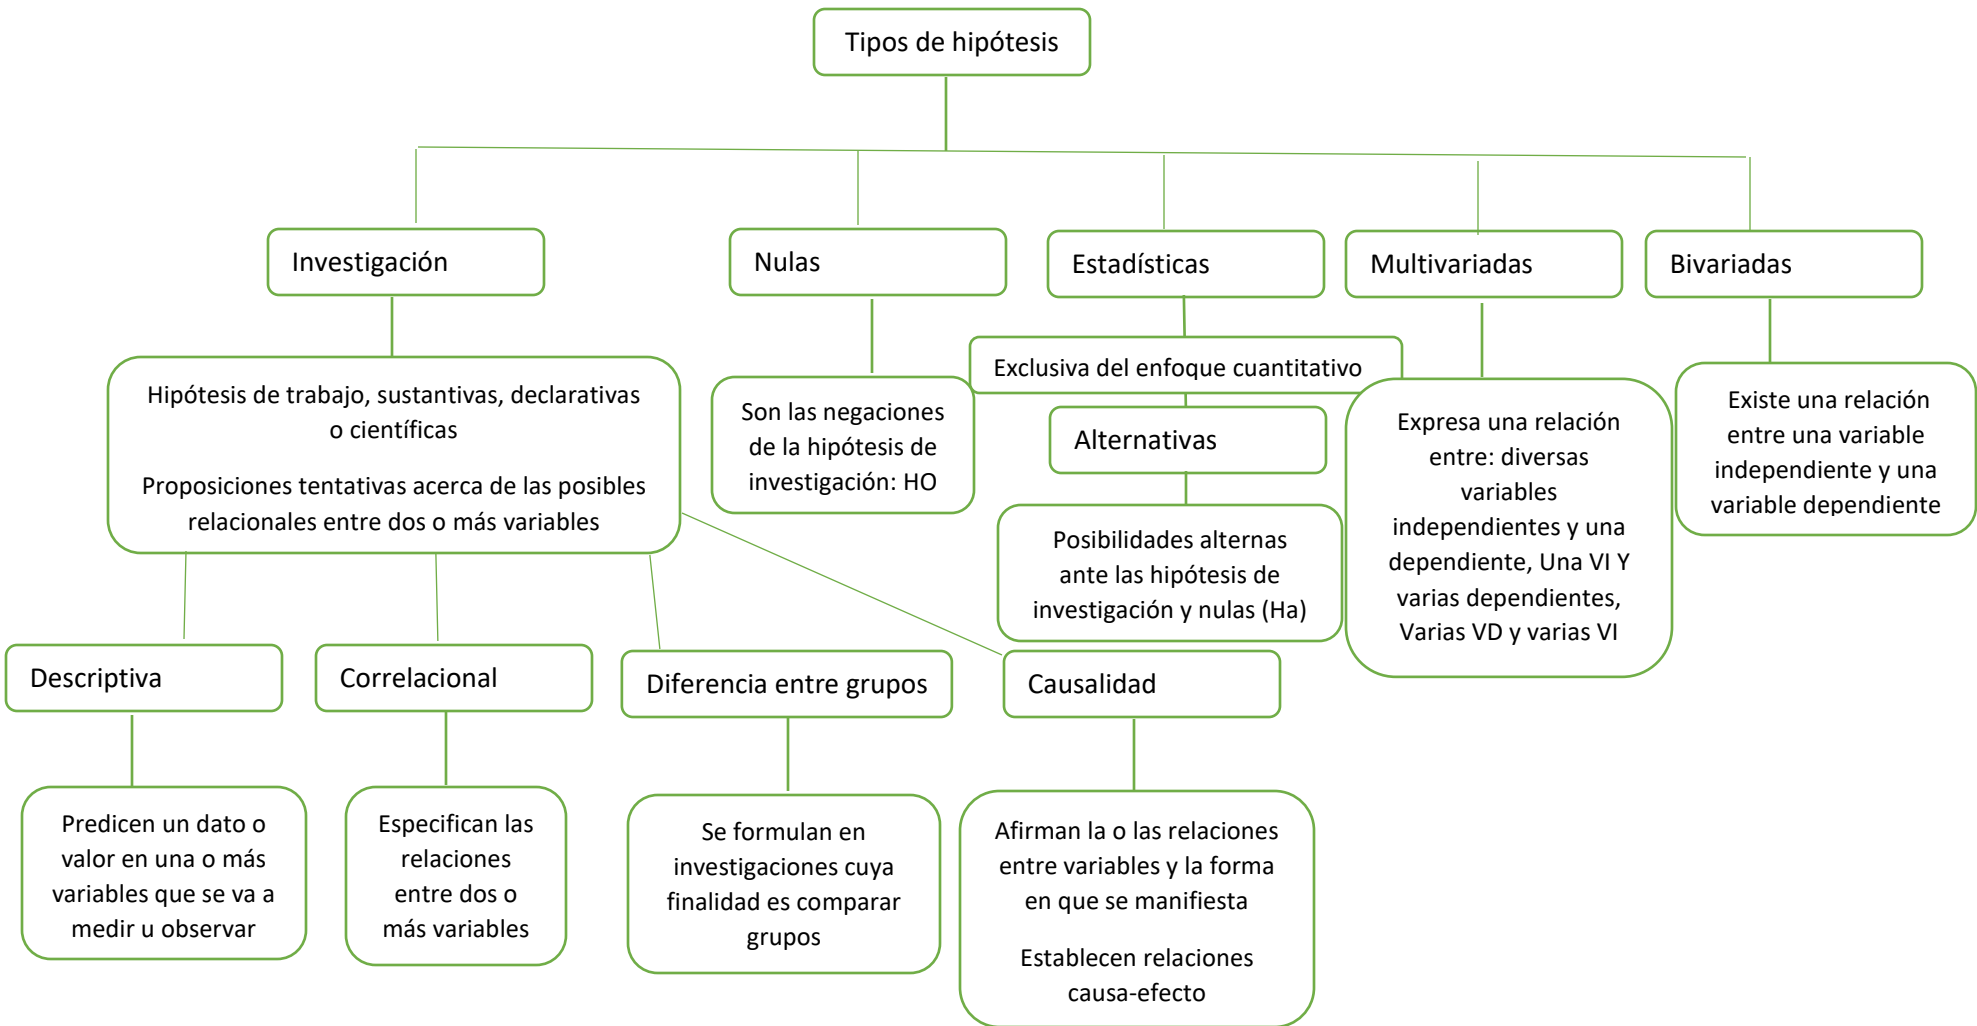 Tipos de hipótesis
Investigación
Nulas
Estadísticas
Multivariadas
Bivariadas
Hipótesis de trabajo, sustantivas, declarativas
o científicas
Proposiciones tentativas acerca de las posibles
relacionales entre dos o más variables
Son las negaciones
de la hipótesis de
investigación: HO
Exclusiva del enfoque cuantitativo
Alternativas
Posibilidades alternas
ante las hipótesis de
investigación y nulas (Ha)
Expresa una relación
entre: diversas
variables
independientes y una
dependiente, Una VI Y
varias dependientes,
Varias VD y varias VI
Existe una relación
entre una variable
independiente y una
variable dependiente
Descriptiva
Correlacional
Diferencia entre grupos
Causalidad
Predicen un dato o
valor en una o más
variables que se va a
medir u observar
Especifican las
relaciones
entre dos o
más variables
Se formulan en
investigaciones cuya
finalidad es comparar
grupos
Afirman la o las relaciones
entre variables y la forma
en que se manifiesta
Establecen relaciones
causa-efecto